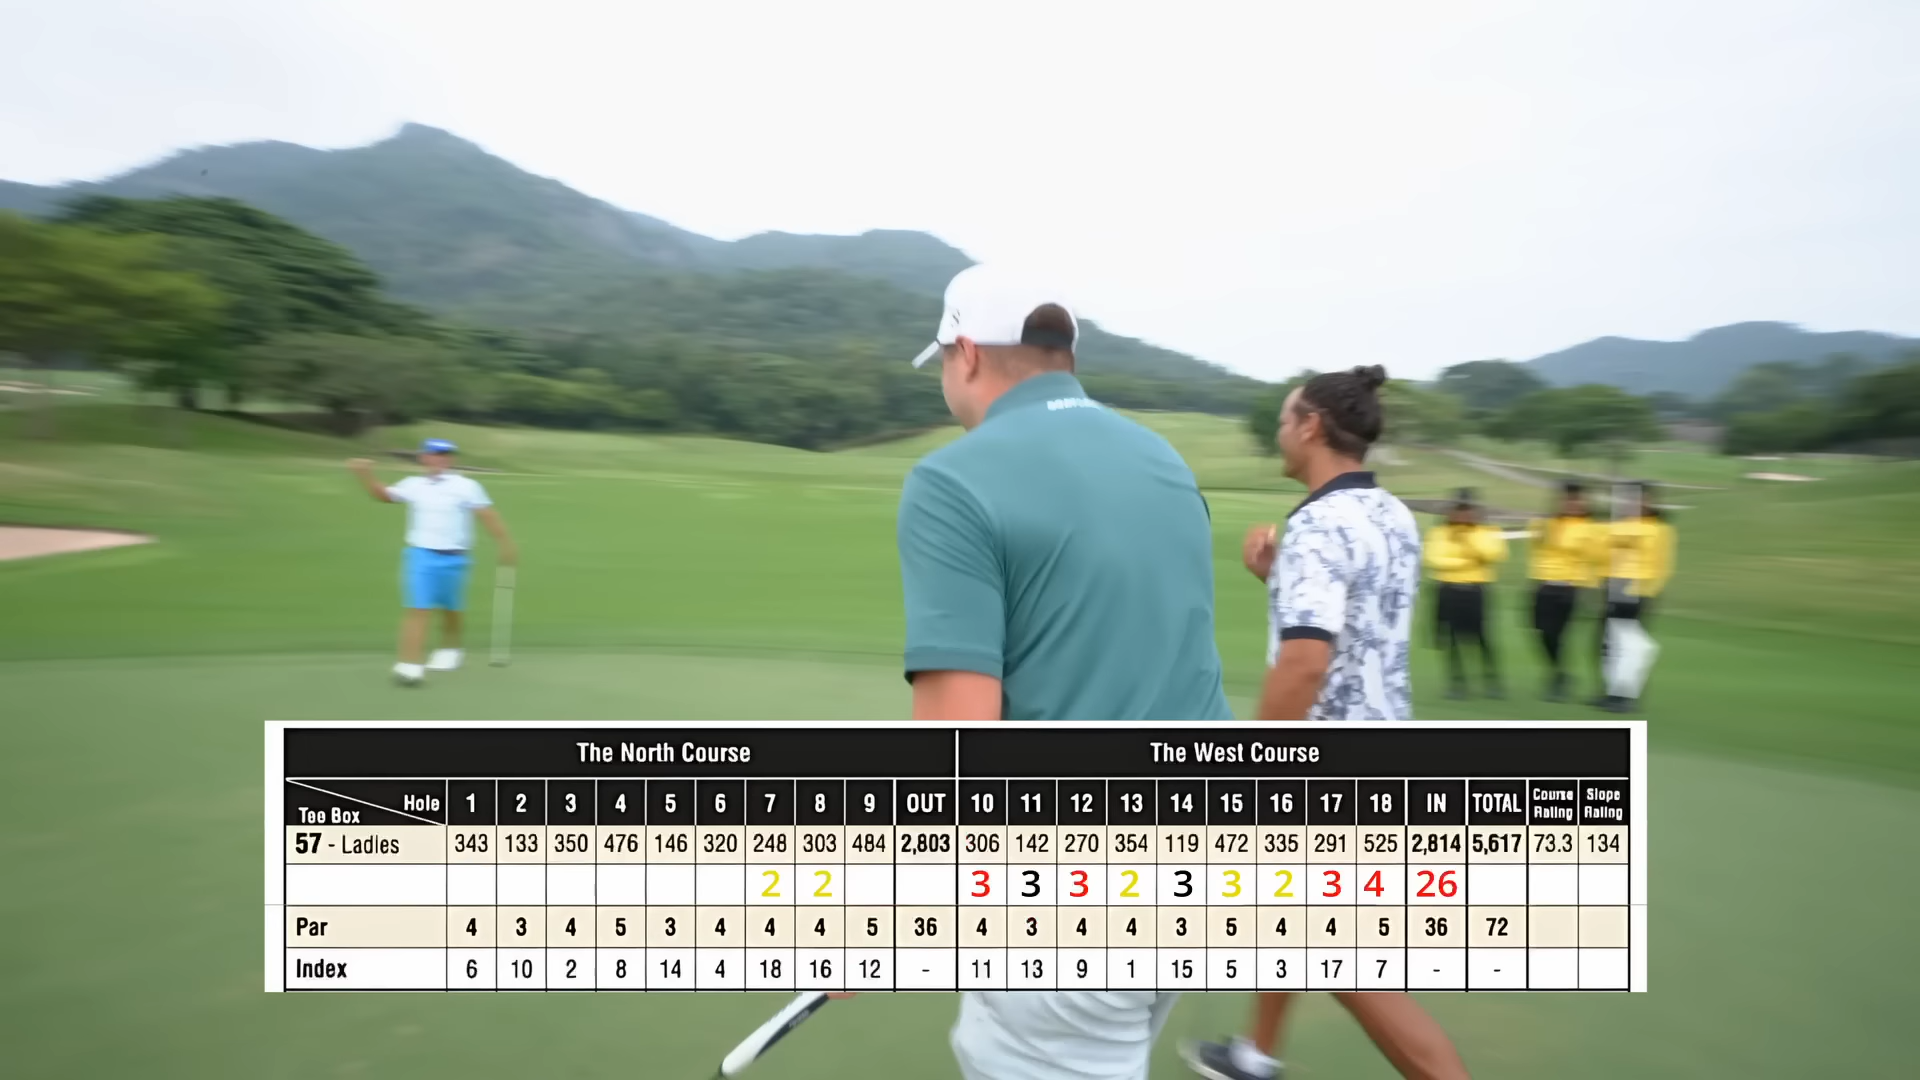 The North Course The West Course
Hole 1 2 3 4 5 6 7 8 9 OUT 10 11 12 13 14 15 16 17 18 IN TOTAL Course Rating Slope Rating
Tee Box
57 - Ladies 343 133 350 476 146 320 248 303 484 2,803 306 142 270 354 119 472 335 291 525 2,814 5,617 73.3 134
2 2 3 3 3 2 3 3 2 3 4 26
Par 4 3 4 5 3 4 4 4 5 36 4 3 4 4 3 5 4 4 5 36 72
Index 6 10 2 8 14 4 18 16 12 - 11 13 9 1 15 5 3 17 7 - -